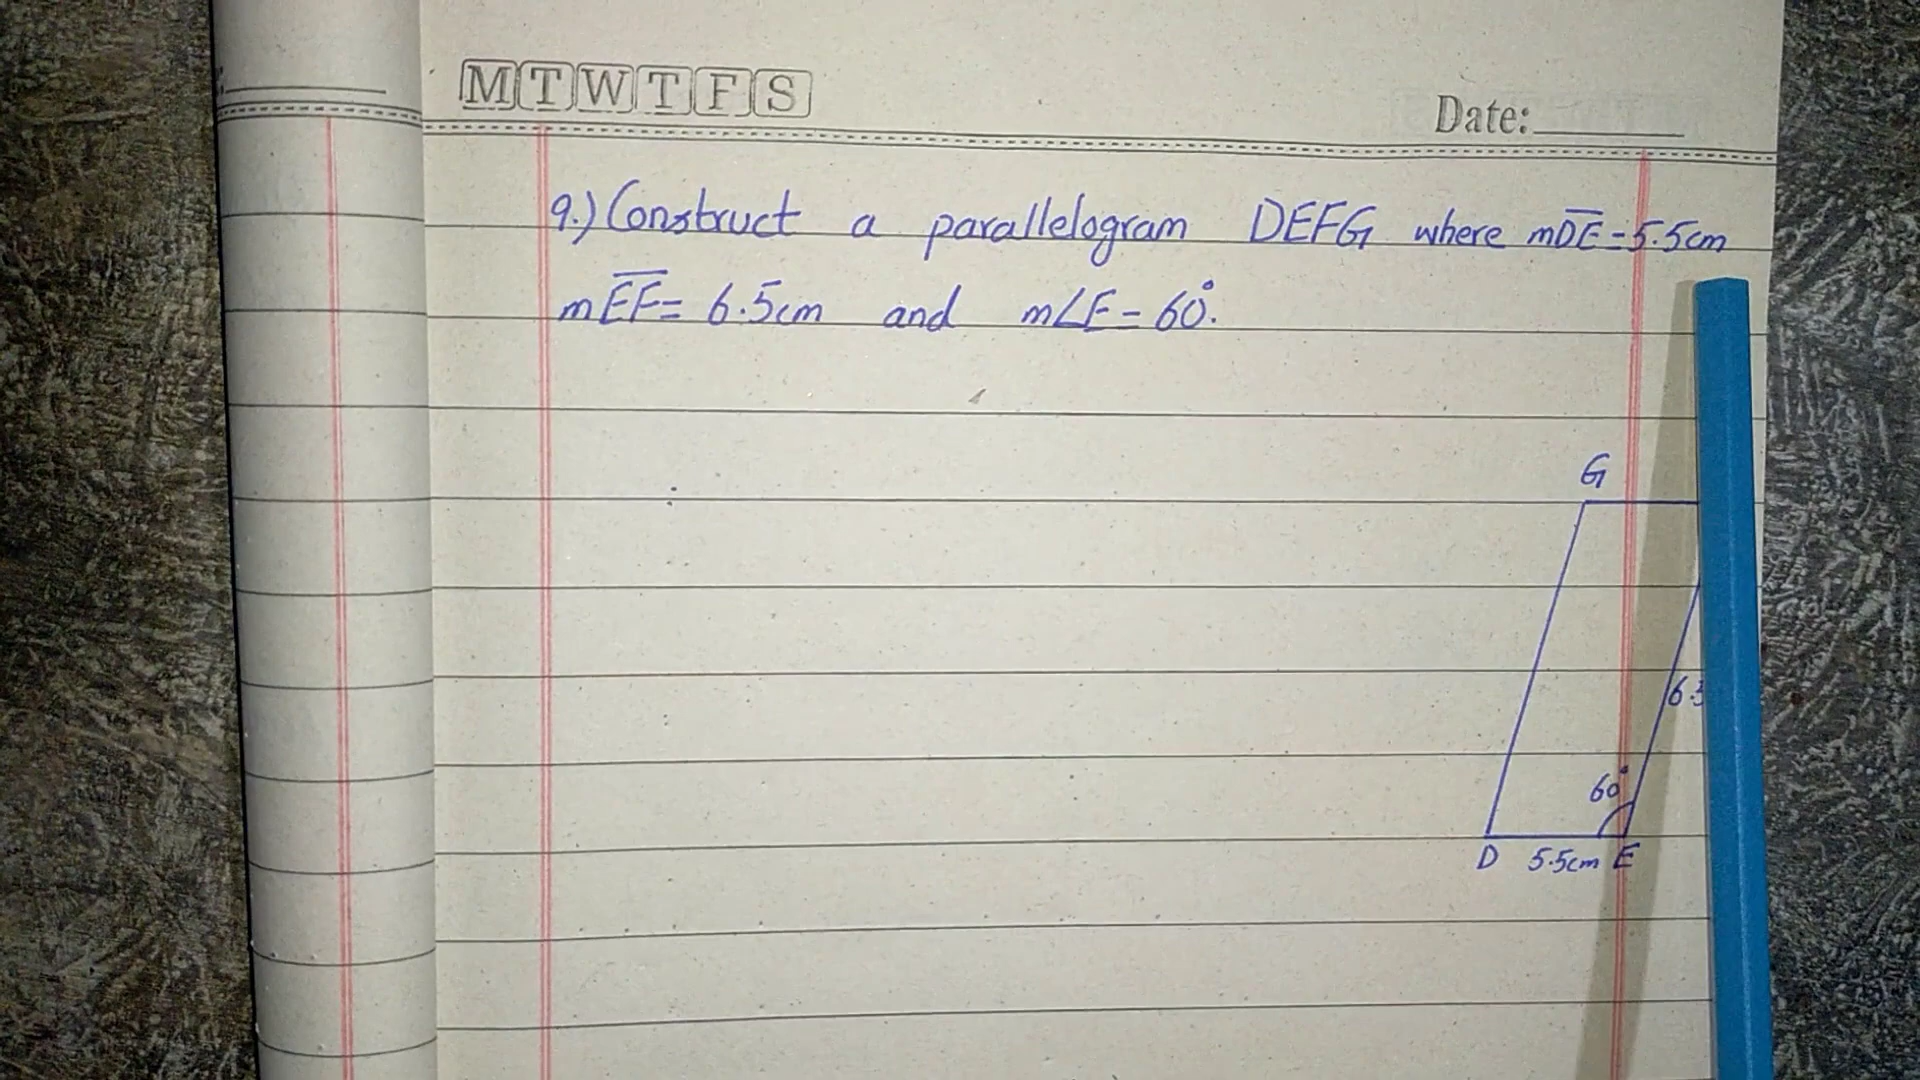 M T W T F S
Date:
9.) Construct a parallelogram DEFG where mDE = 5.5cm
mEF = 6.5cm and m∠E = 60°.
G
6.5
60°
D 5.5cm E